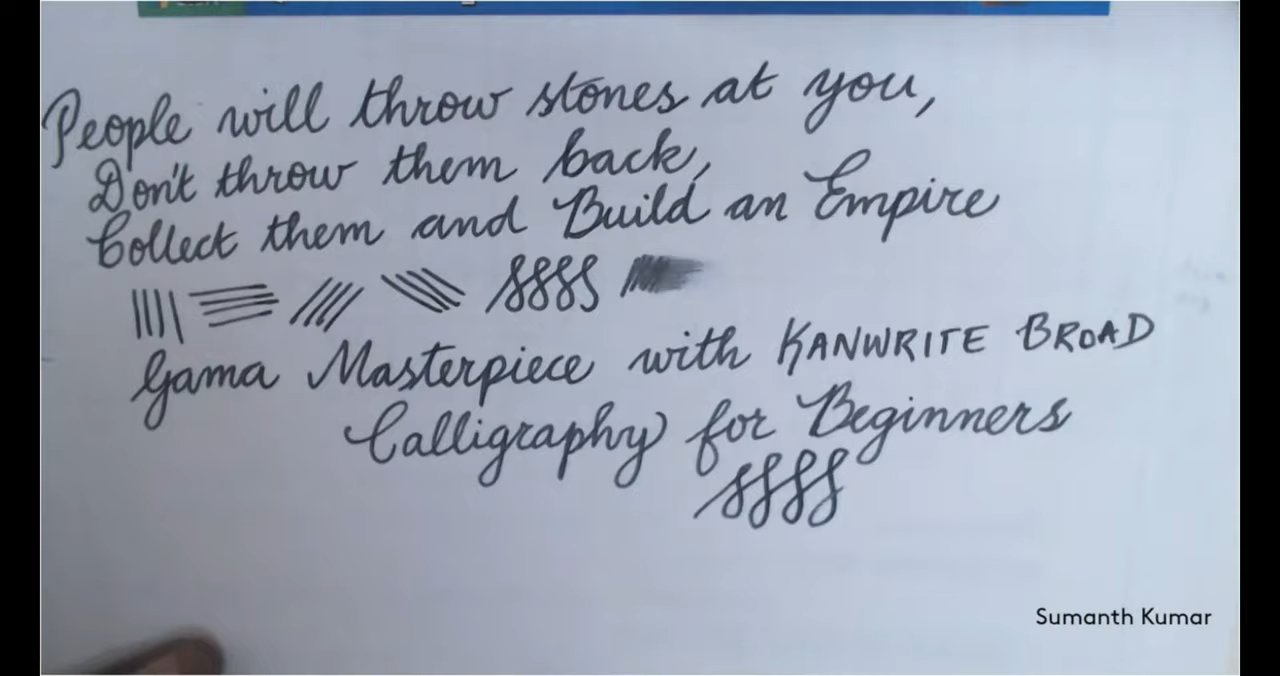 People will throw stones at you,
Don't throw them back,
Collect them and Build an Empire
Gama Masterpiece with KANWRITE BROAD
Calligraphy for Beginners
Sumanth Kumar